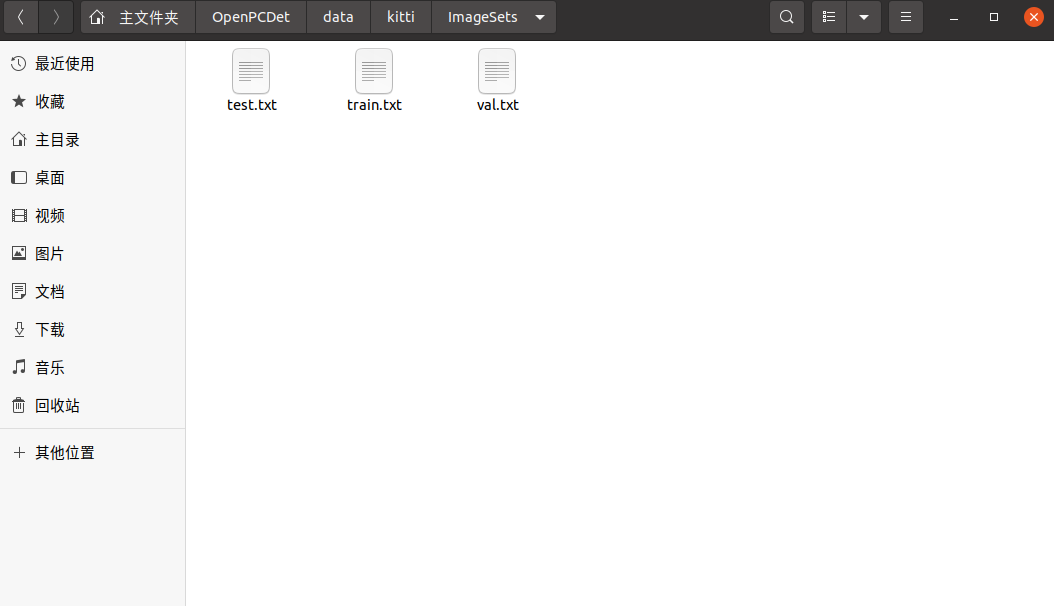 主文件夹 OpenPCDet data kitti ImageSets
最近使用
收藏
主目录
桌面
视频
图片
文档
下载
音乐
回收站
其他位置
test.txt train.txt val.txt